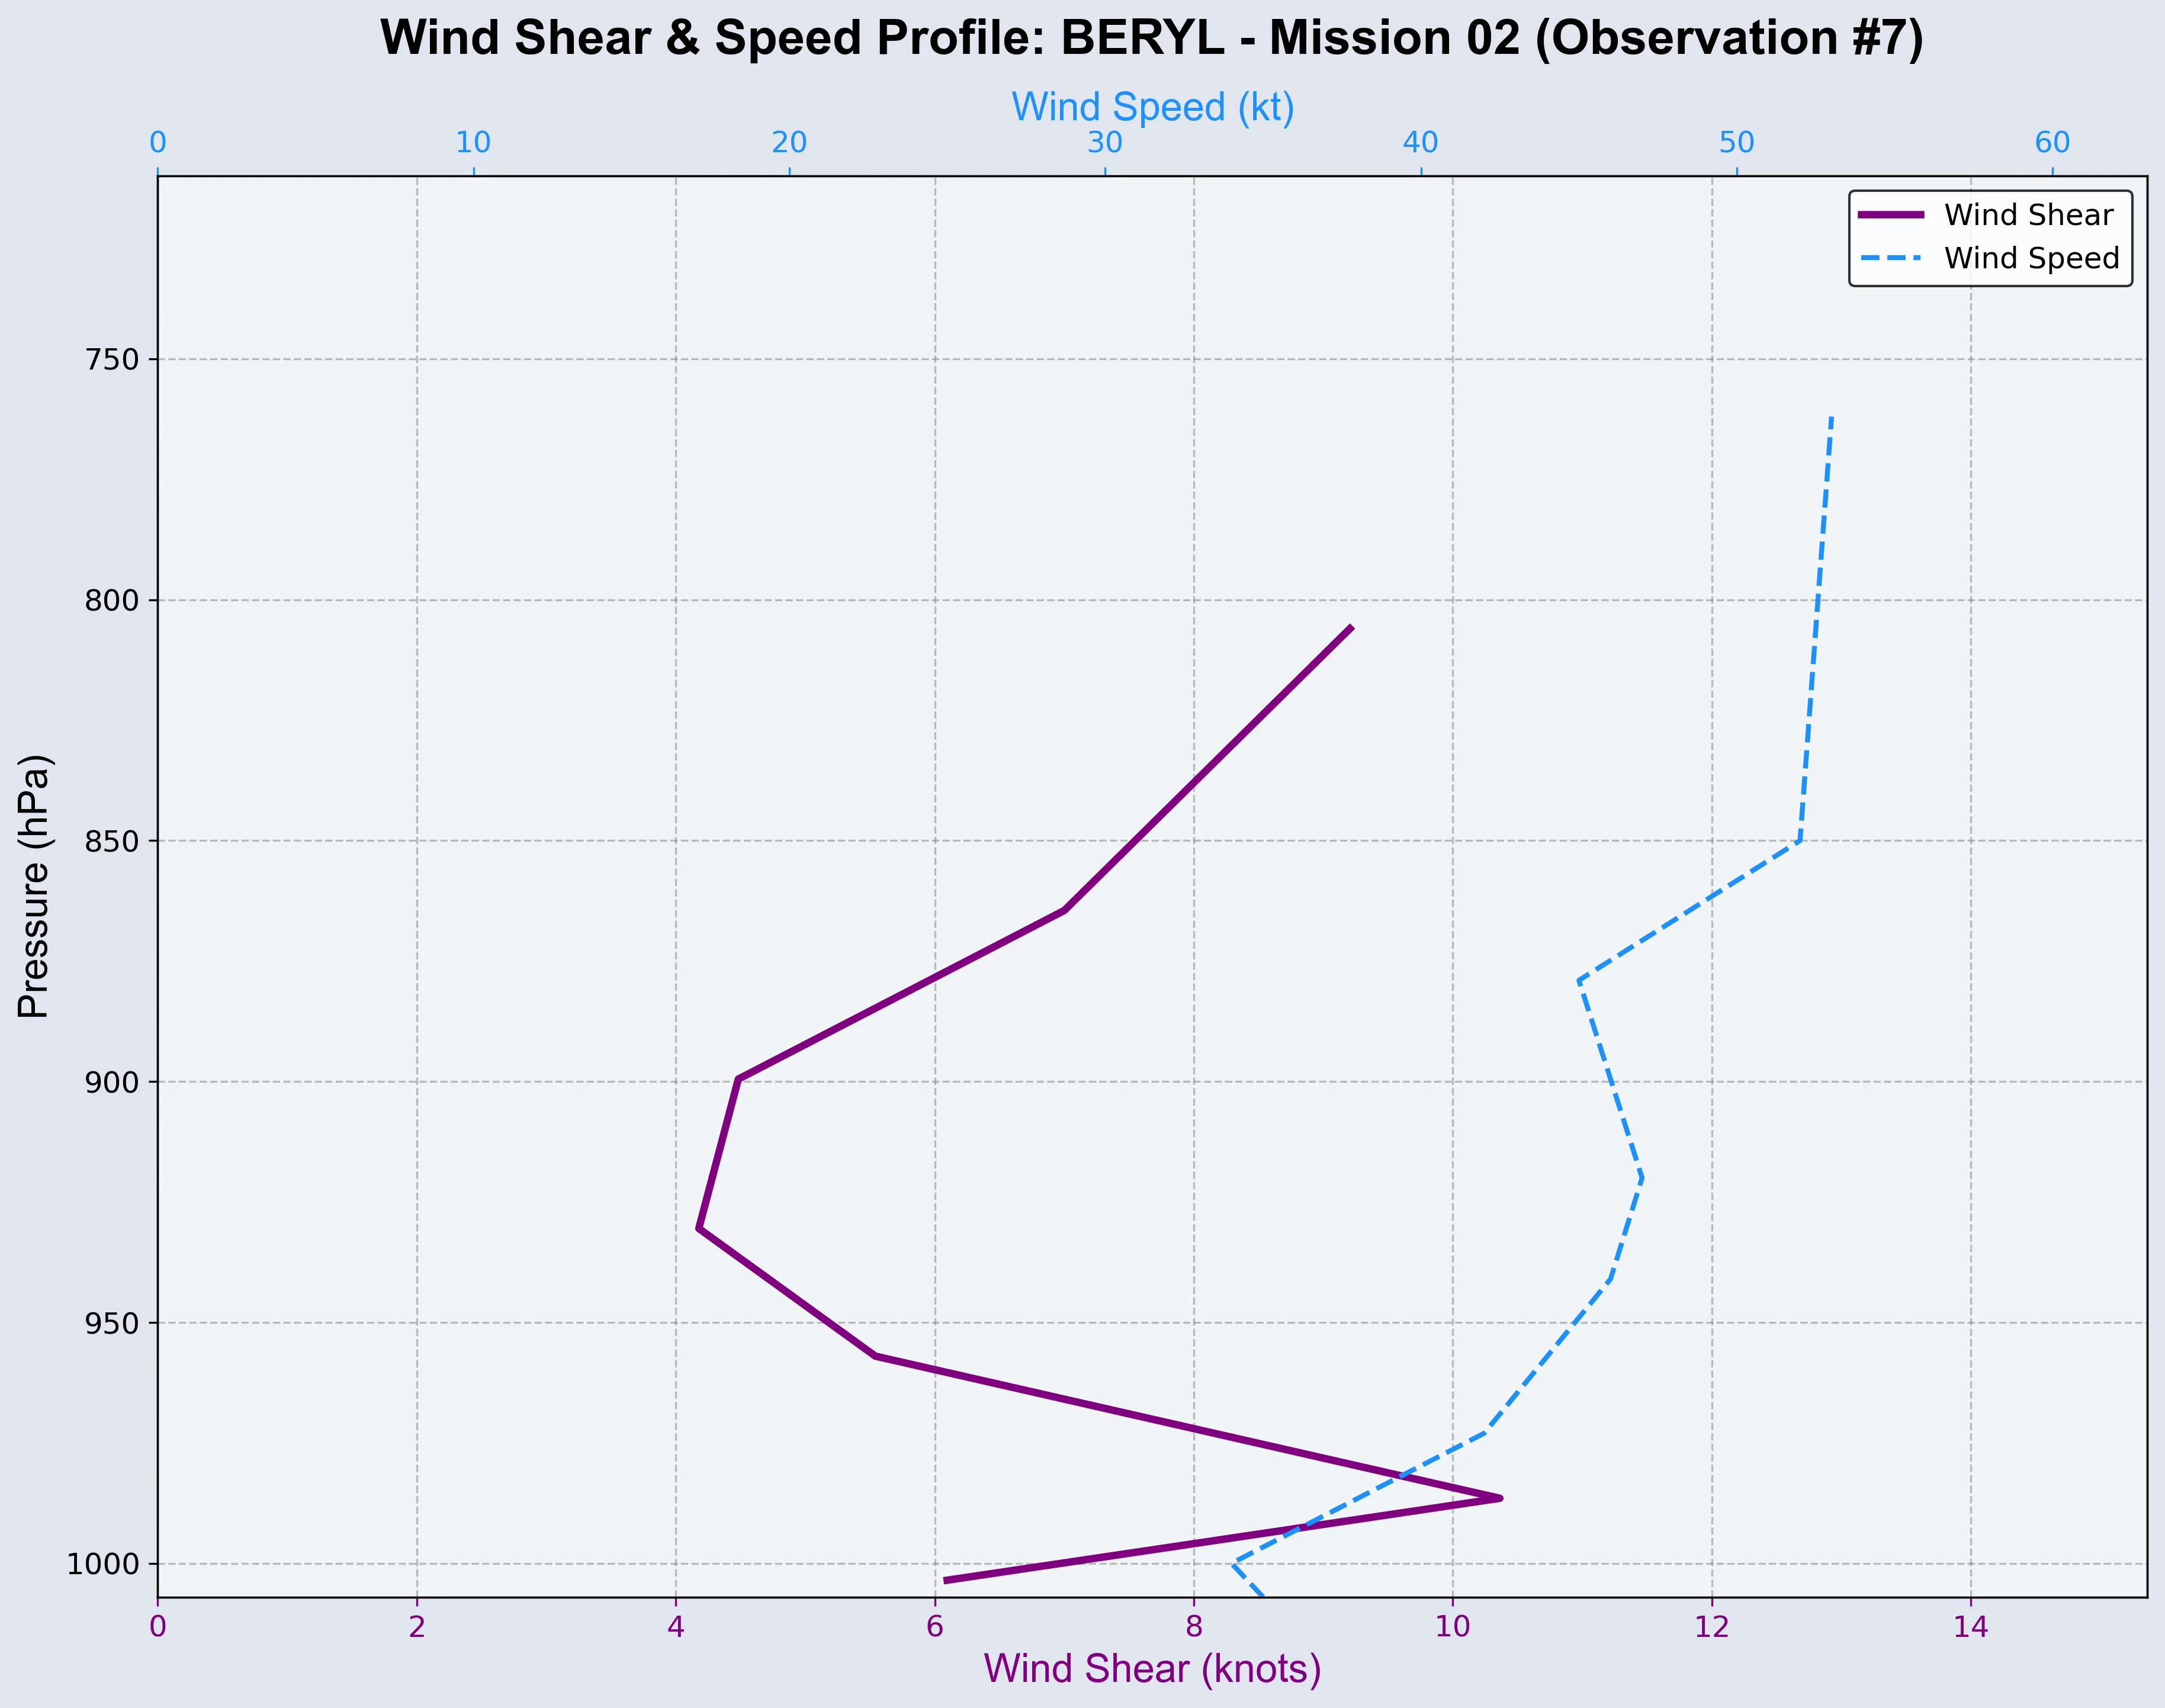 Wind Shear & Speed Profile: BERYL - Mission 02 (Observation #7)
Wind Speed (kt)
0 10 20 30 40 50 60
Wind Shear
Wind Speed
750
800
850
900
950
1000
Pressure (hPa)
0 2 4 6 8 10 12 14
Wind Shear (knots)